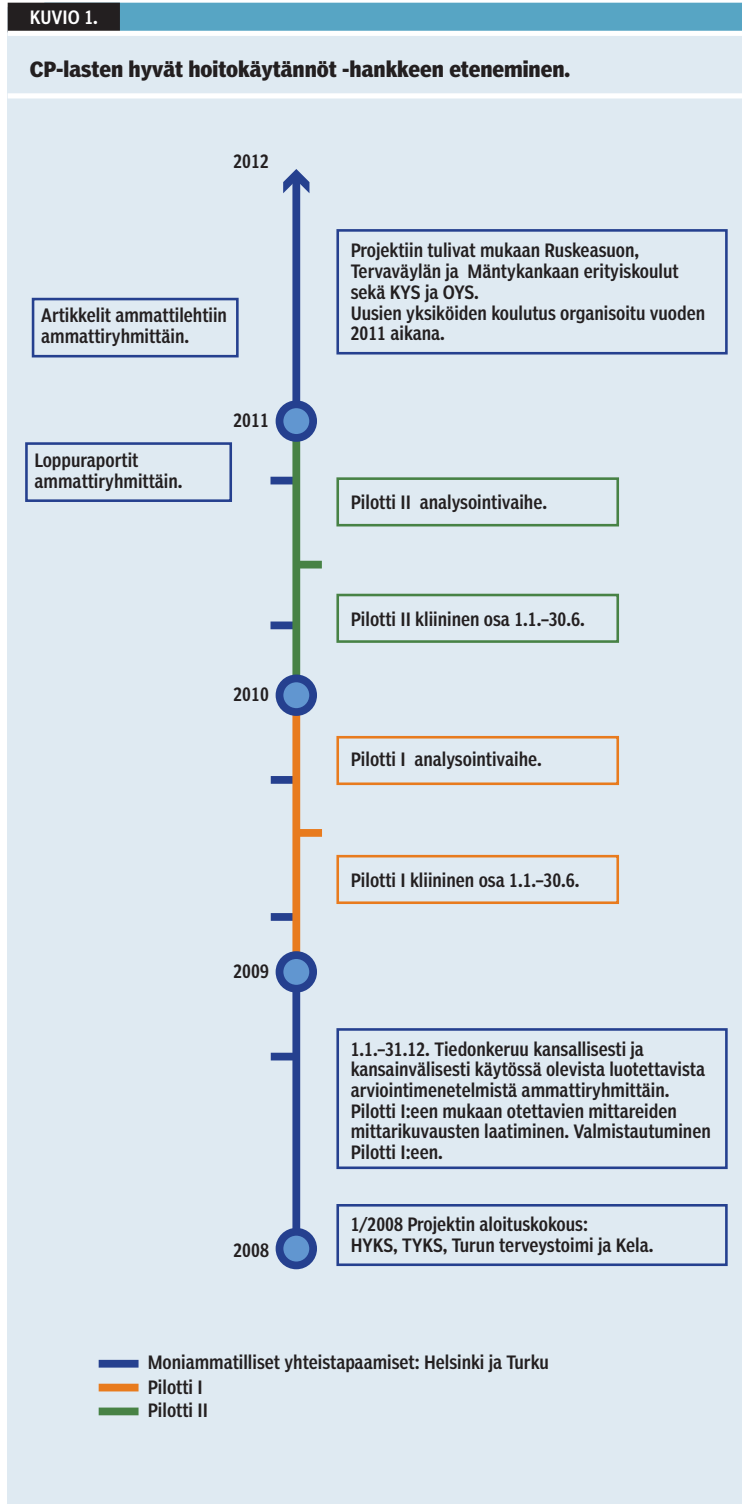 KUVIO 1.
CP-lasten hyvät hoitokäytännöt -hankkeen eteneminen.
2012
Projektiin tulivat mukaan Ruskeasuon,
Tervaväylän ja Mäntykankaan erityiskoulut
sekä KYS ja OYS.
Uusien yksiköiden koulutus organisoitu vuoden
2011 aikana.
Artikkelit ammattilehtiin
ammattiryhmittäin.
2011
Loppuraportit
ammattiryhmittäin.
Pilotti II analysointivaihe.
Pilotti II kliininen osa 1.1.–30.6.
2010
Pilotti I analysointivaihe.
Pilotti I kliininen osa 1.1.–30.6.
2009
1.1.–31.12. Tiedonkeruu kansallisesti ja
kansainvälisesti käytössä olevista luotettavista
arviointimenetelmistä ammattiryhmittäin.
Pilotti I:een mukaan otettavien mittareiden
mittarikuvausten laatiminen. Valmistautuminen
Pilotti I:een.
1/2008 Projektin aloituskokous:
HYKS, TYKS, Turun terveystoimi ja Kela.
2008
Moniammatilliset yhteistapaamiset: Helsinki ja Turku
Pilotti I
Pilotti II